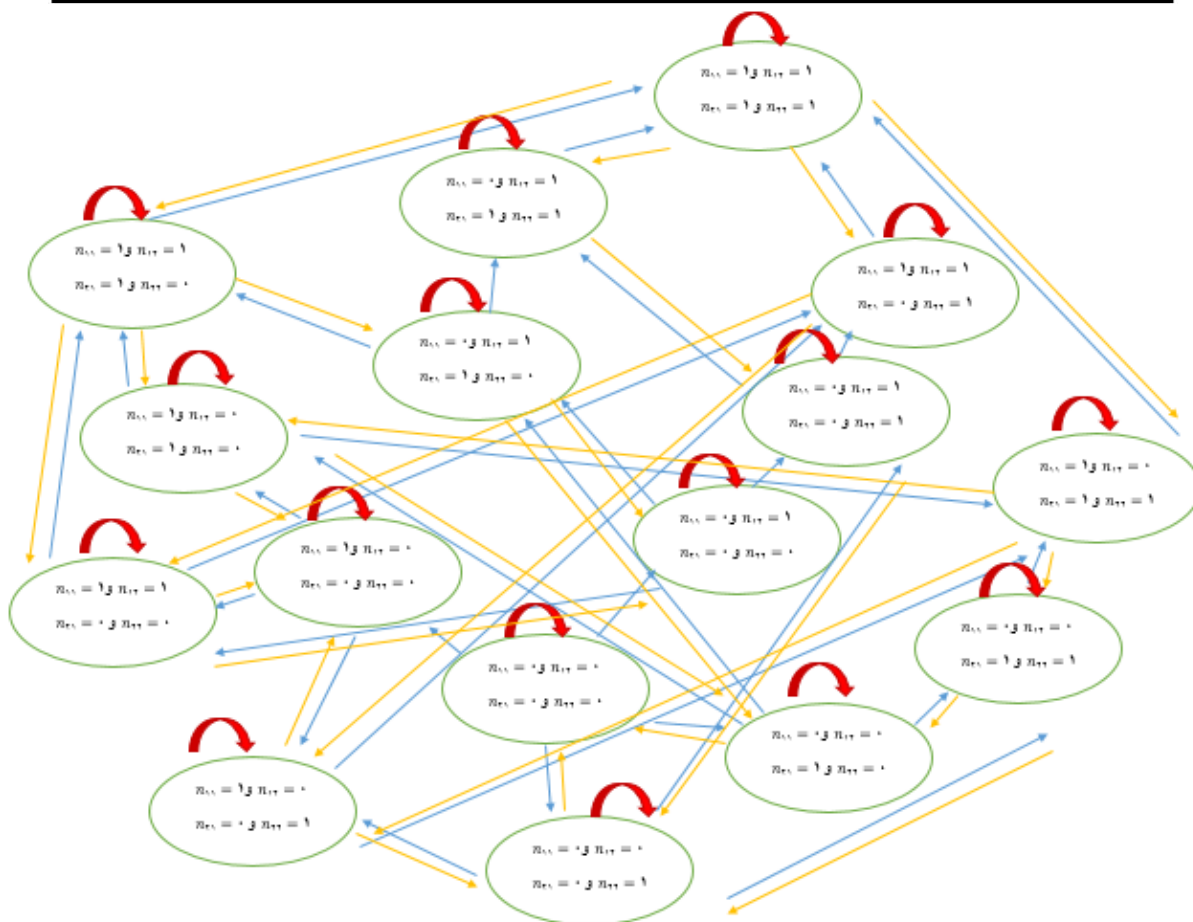 n₁₁ = ۱ و n₁₂ = ۱
n₂₁ = ۱ و n₂₂ = ۱
n₁₁ = ۰ و n₁₂ = ۱
n₂₁ = ۱ و n₂₂ = ۱
n₁₁ = ۱ و n₁₂ = ۱
n₂₁ = ۱ و n₂₂ = ۰
n₁₁ = ۱ و n₁₂ = ۱
n₂₁ = ۰ و n₂₂ = ۱
n₁₁ = ۰ و n₁₂ = ۱
n₂₁ = ۱ و n₂₂ = ۰
n₁₁ = ۰ و n₁₂ = ۱
n₂₁ = ۰ و n₂₂ = ۱
n₁₁ = ۱ و n₁₂ = ۰
n₂₁ = ۱ و n₂₂ = ۰
n₁₁ = ۱ و n₁₂ = ۰
n₂₁ = ۱ و n₂₂ = ۱
n₁₁ = ۰ و n₁₂ = ۱
n₂₁ = ۰ و n₂₂ = ۰
n₁₁ = ۱ و n₁₂ = ۰
n₂₁ = ۰ و n₂₂ = ۰
n₁₁ = ۱ و n₁₂ = ۱
n₂₁ = ۰ و n₂₂ = ۰
n₁₁ = ۰ و n₁₂ = ۰
n₂₁ = ۱ و n₂₂ = ۱
n₁₁ = ۰ و n₁₂ = ۰
n₂₁ = ۰ و n₂₂ = ۰
n₁₁ = ۰ و n₁₂ = ۰
n₂₁ = ۱ و n₂₂ = ۰
n₁₁ = ۱ و n₁₂ = ۰
n₂₁ = ۰ و n₂₂ = ۱
n₁₁ = ۰ و n₁₂ = ۰
n₂₁ = ۰ و n₂₂ = ۱